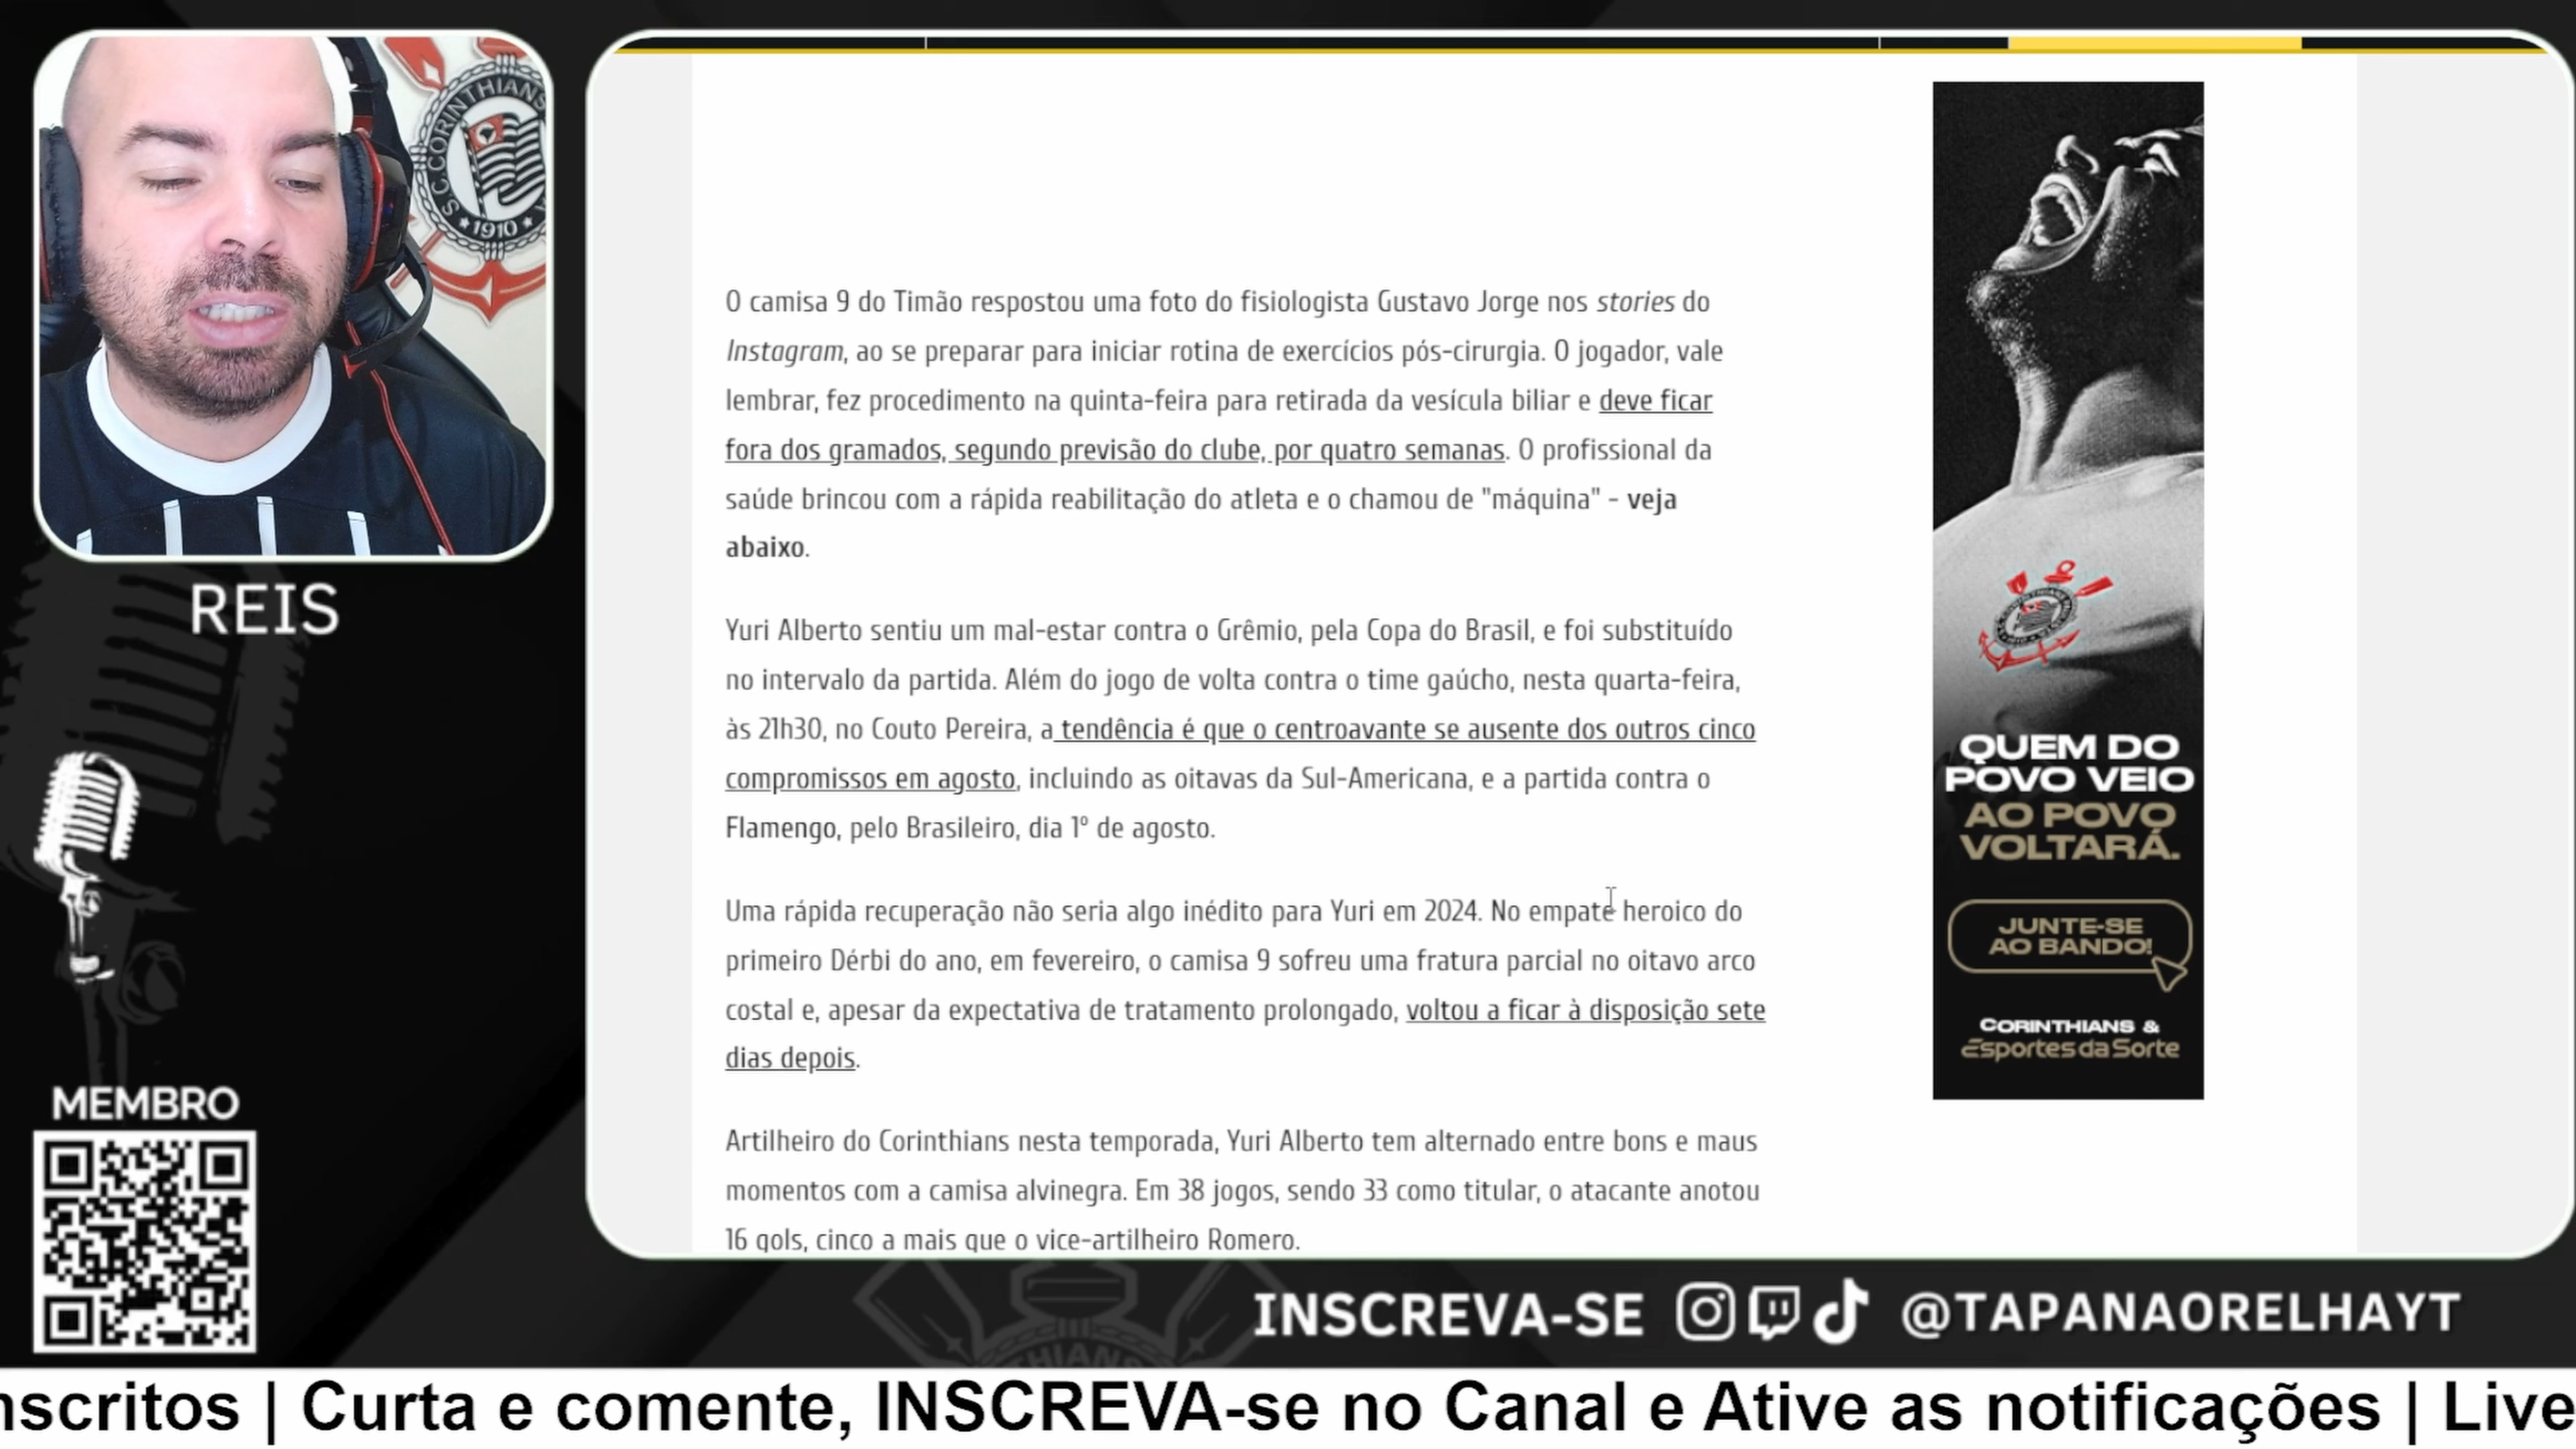 S.C.CORINTHIANS
1910
REIS
MEMBRO
O camisa 9 do Timão respostou uma foto do fisiologista Gustavo Jorge nos stories do
Instagram, ao se preparar para iniciar rotina de exercícios pós-cirurgia. O jogador, vale
lembrar, fez procedimento na quinta-feira para retirada da vesícula biliar e deve ficar
fora dos gramados, segundo previsão do clube, por quatro semanas. O profissional da
saúde brincou com a rápida reabilitação do atleta e o chamou de "máquina" - veja
abaixo.
Yuri Alberto sentiu um mal-estar contra o Grêmio, pela Copa do Brasil, e foi substituído
no intervalo da partida. Além do jogo de volta contra o time gaúcho, nesta quarta-feira,
às 21h30, no Couto Pereira, a tendência é que o centroavante se ausente dos outros cinco
compromissos em agosto, incluindo as oitavas da Sul-Americana, e a partida contra o
Flamengo, pelo Brasileiro, dia 1º de agosto.
Uma rápida recuperação não seria algo inédito para Yuri em 2024. No empate heroico do
primeiro Dérbi do ano, em fevereiro, o camisa 9 sofreu uma fratura parcial no oitavo arco
costal e, apesar da expectativa de tratamento prolongado, voltou a ficar à disposição sete
dias depois.
Artilheiro do Corinthians nesta temporada, Yuri Alberto tem alternado entre bons e maus
momentos com a camisa alvinegra. Em 38 jogos, sendo 33 como titular, o atacante anotou
16 gols, cinco a mais que o vice-artilheiro Romero.
QUEM DO
POVO VEIO
AO POVO
VOLTARÁ.
JUNTE-SE
AO BANDO!
CORINTHIANS &
Esportes da Sorte
INSCREVA-SE @TAPANAORELHAYT
nscritos | Curta e comente, INSCREVA-se no Canal e Ative as notificações | Live